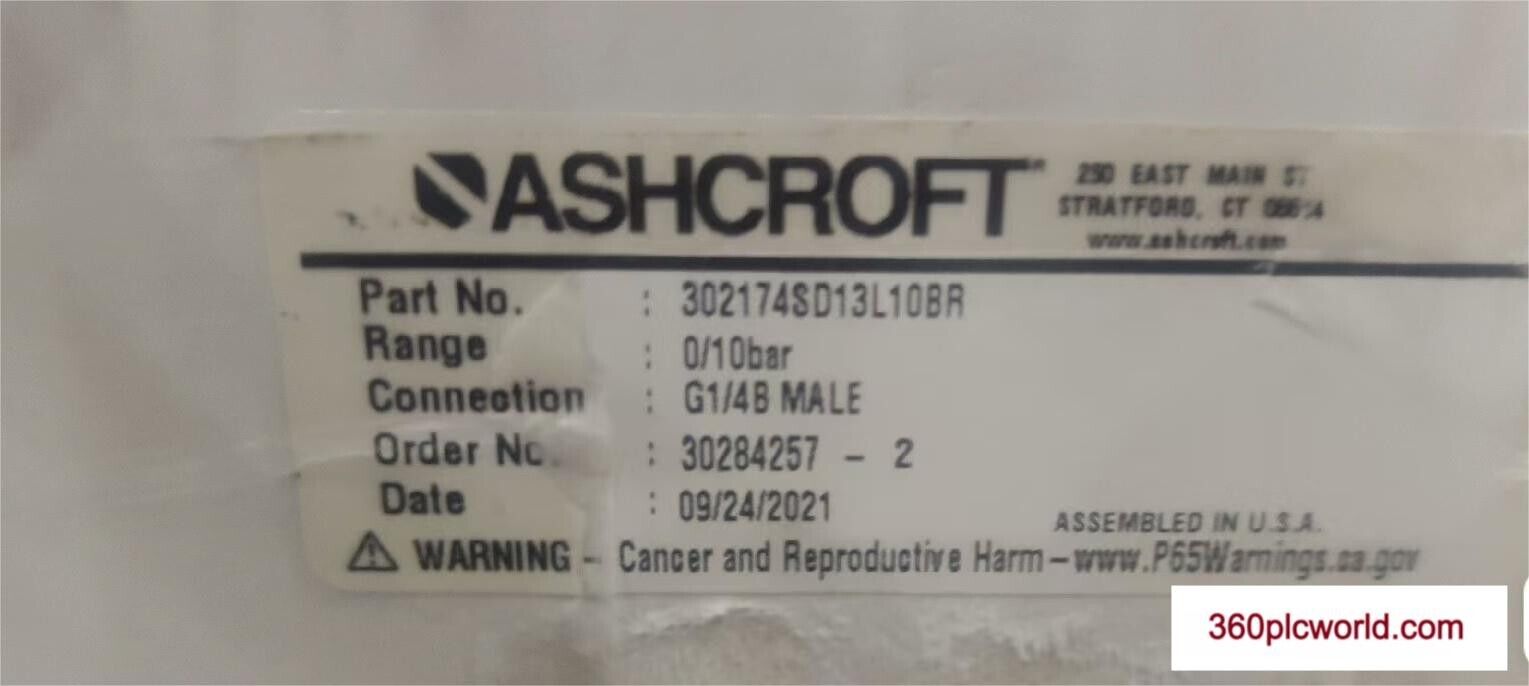 ASHCROFT
EAST MAIN
STRATFORD, CT
www.ashcroft.com
Part No. : 302174SD13L10BR
Range : 0/10bar
Connection : G1/4B MALE
Order No. : 30284257 - 2
Date : 09/24/2021
ASSEMBLED IN U.S.A.
WARNING - Cancer and Reproductive Harm - www.P65Warnings.ca.gov
360plcworld.com